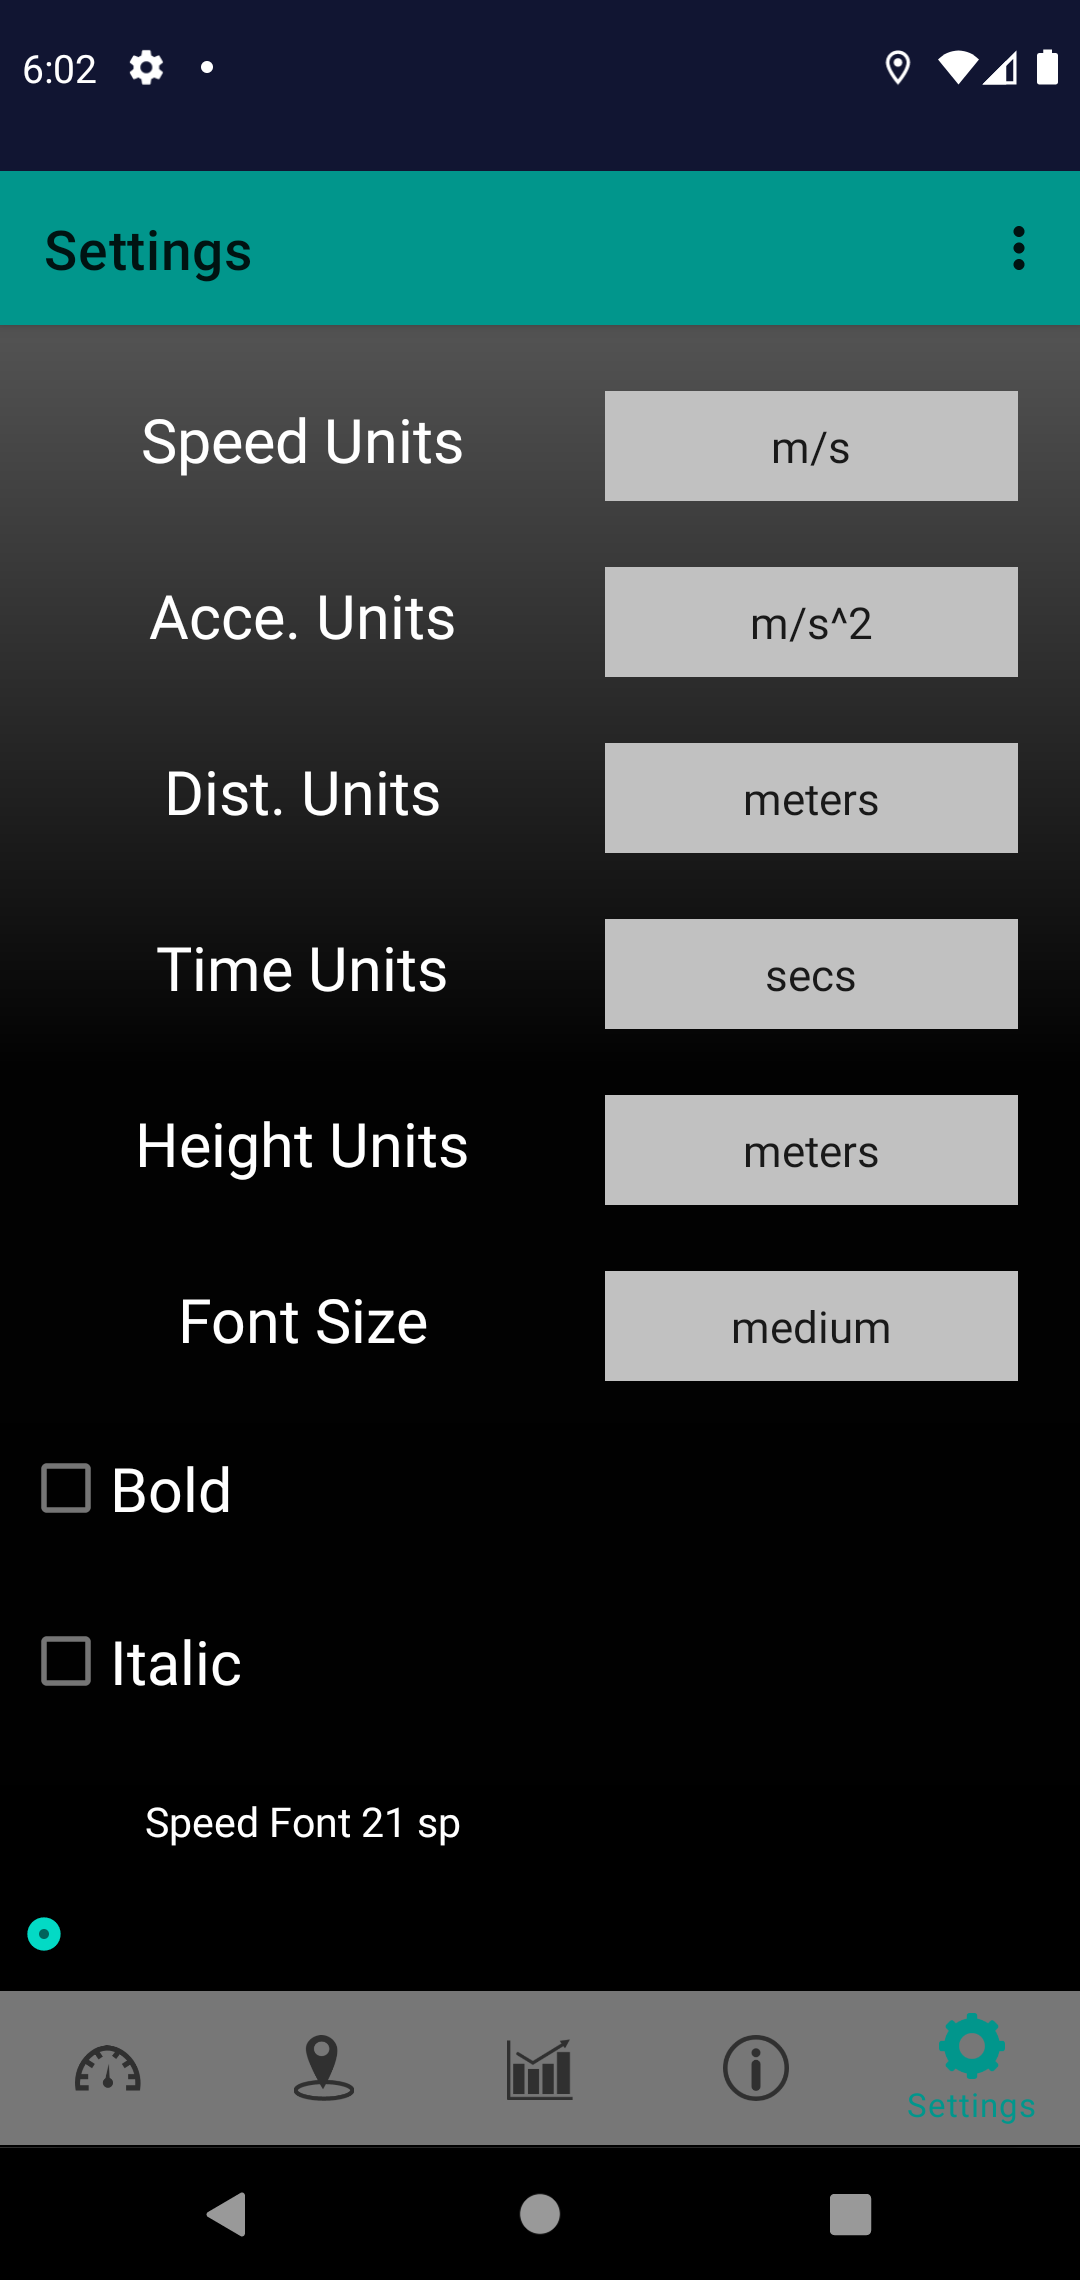 6:02
Settings
Speed Units
m/s
Acce. Units
m/s^2
Dist. Units
meters
Time Units
secs
Height Units
meters
Font Size
medium
Bold
Italic
Speed Font 21 sp
Settings